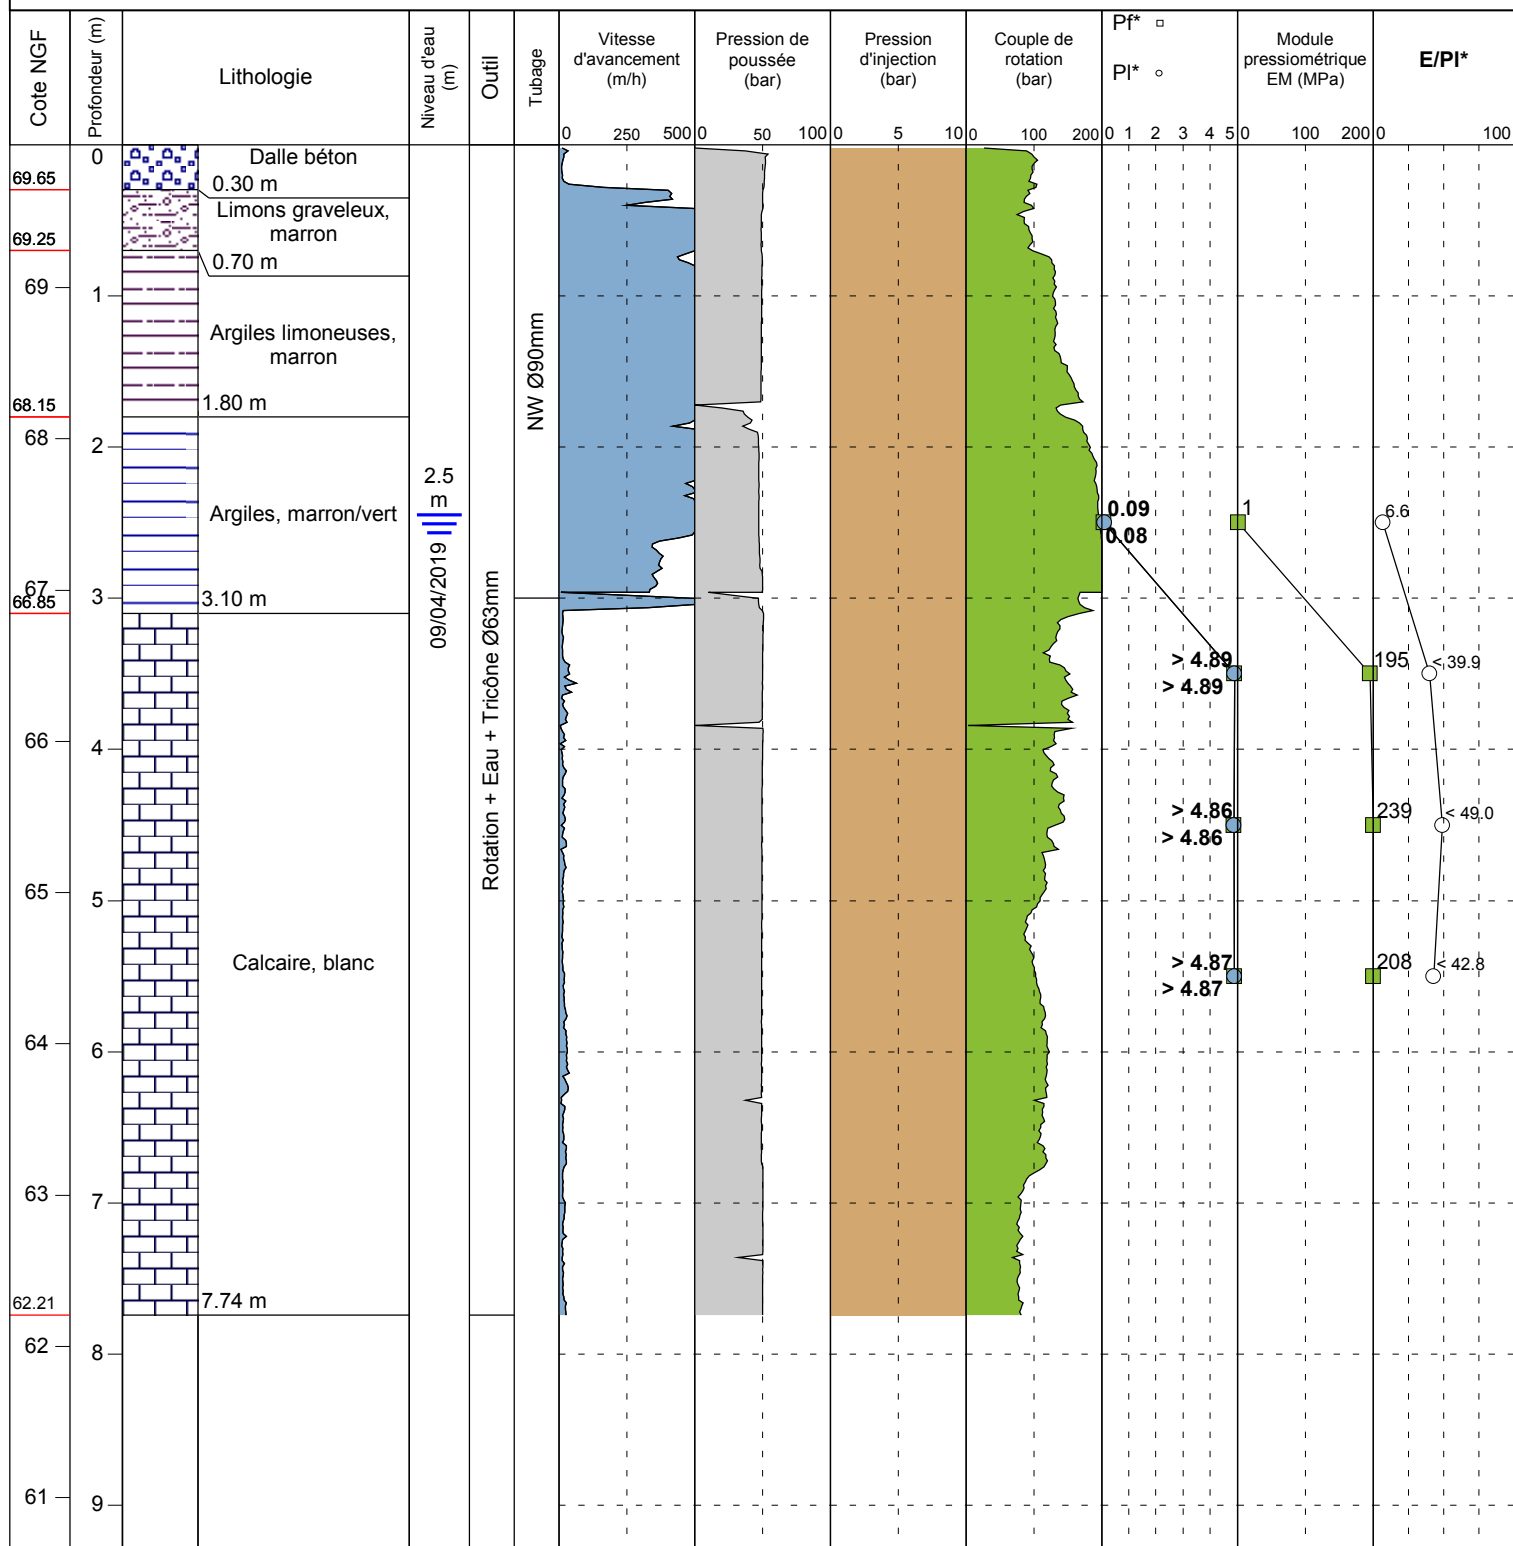 Cote NGF
Profondeur (m)
Lithologie
Niveau d'eau
(m)
Outil
Tubage
Vitesse
d'avancement
(m/h)
Pression de
poussée
(bar)
Pression
d'injection
(bar)
Couple de
rotation
(bar)
Pf*
Pl*
Module
pressiométrique
EM (MPa)
E/Pl*
0 250 500
0 50 100
0 5 10
0 100 200
0 1 2 3 4 5
0 100 200
0 100
0
Dalle béton
69.65
0.30 m
Limons graveleux,
marron
69.25
0.70 m
69
1
Argiles limoneuses,
marron
68.15
1.80 m
68
2
NW Ø90mm
2.5
m
09/04/2019
Argiles, marron/vert
0.09
0.08
1
6.6
67
66.85
3.10 m
3
Rotation + Eau + Tricône Ø63mm
> 4.89
> 4.89
195
< 39.9
66
4
> 4.86
> 4.86
239
< 49.0
65
5
Calcaire, blanc
> 4.87
> 4.87
208
< 42.8
64
6
63
7
62.21
7.74 m
62
8
61
9